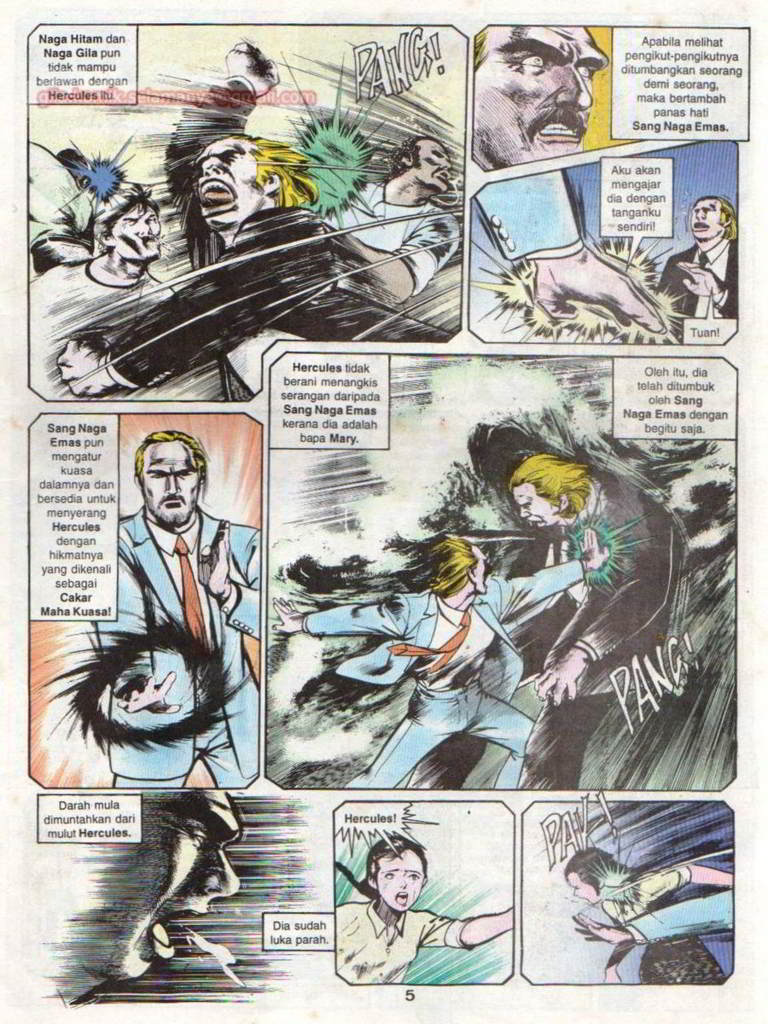 Naga Hitam dan
Naga Gila pun
tidak mampu
berlawan dengan
Hercules itu.
PANG!
Apabila melihat
pengikut-pengikutnya
ditumbangkan seorang
demi seorang,
maka bertambah
panas hati
Sang Naga Emas.
Aku akan
mengajar
dia dengan
tanganku
sendiri!
Tuan!
Sang Naga
Emas pun
mengatur
kuasa
dalamnya dan
bersedia untuk
menyerang
Hercules
dengan
hikmatnya
yang dikenali
sebagai
Cakar
Maha Kuasa!
Hercules tidak
berani menangkis
serangan daripada
Sang Naga Emas
kerana dia adalah
bapa Mary.
Oleh itu, dia
telah ditumbuk
oleh Sang
Naga Emas dengan
begitu saja.
PANG!
Darah mula
dimuntahkan dari
mulut Hercules.
Dia sudah
luka parah.
Hercules!
PAK!
5